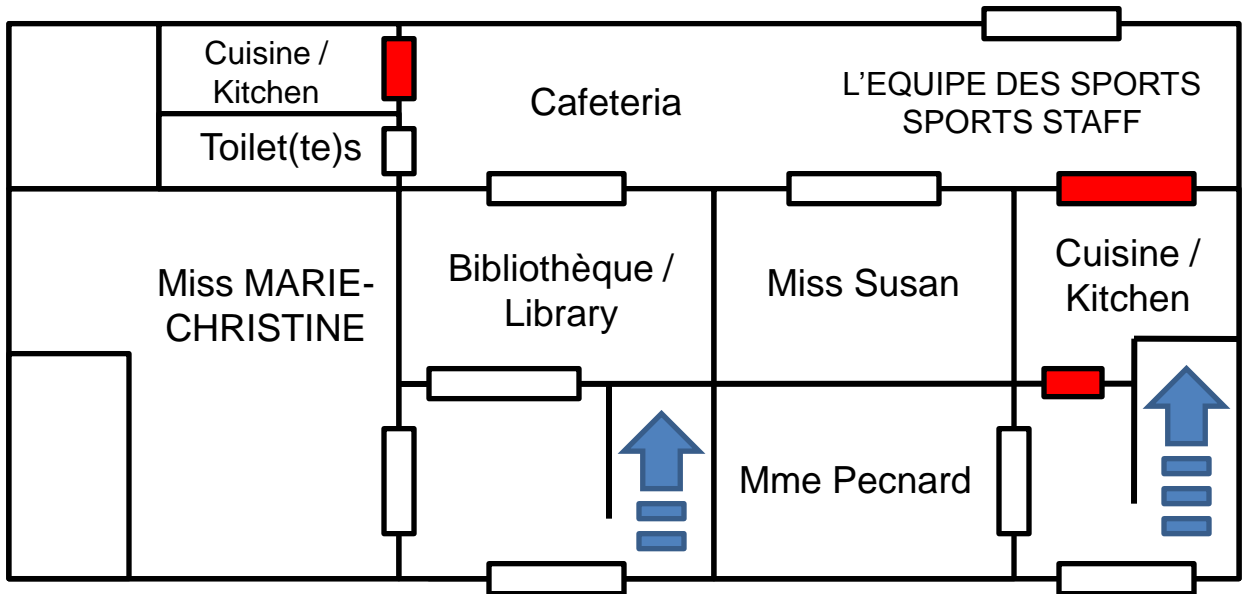 Cuisine /
Kitchen
Toilet(te)s
Cafeteria
L'EQUIPE DES SPORTS
SPORTS STAFF
Miss MARIE-
CHRISTINE
Bibliothèque /
Library
Miss Susan
Cuisine /
Kitchen
Mme Pecnard